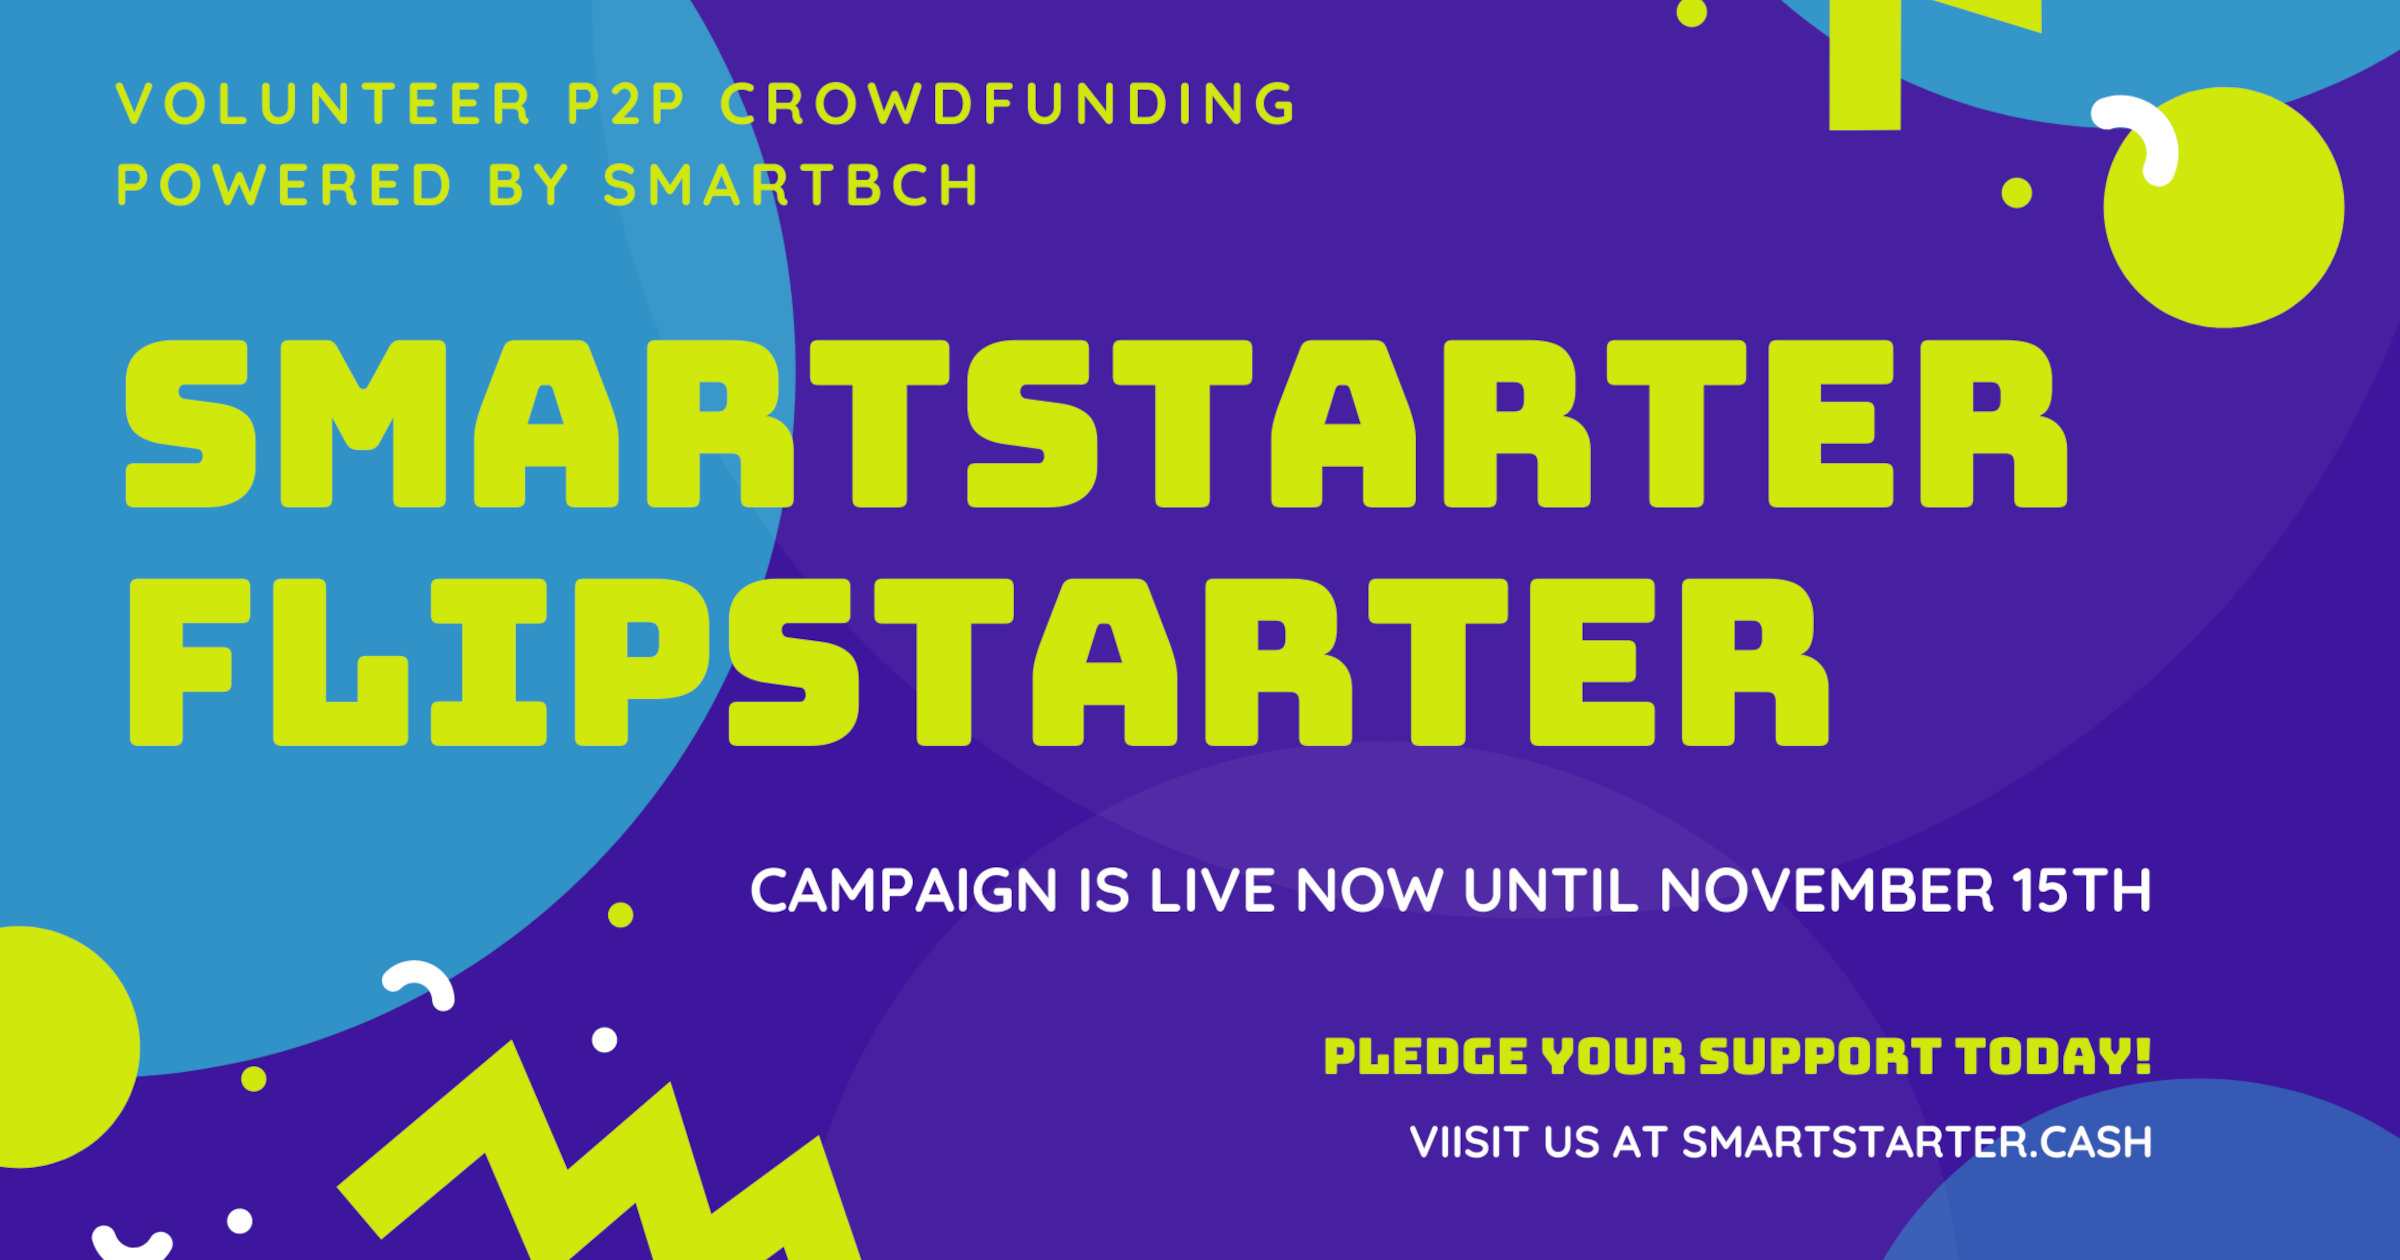 VOLUNTEER P2P CROWDFUNDING
POWERED BY SMARTBCH
SMARTSTARTER
FLIPSTARTER
CAMPAIGN IS LIVE NOW UNTIL NOVEMBER 15TH
PLEDGE YOUR SUPPORT TODAY!
VIISIT US AT SMARTSTARTER.CASH